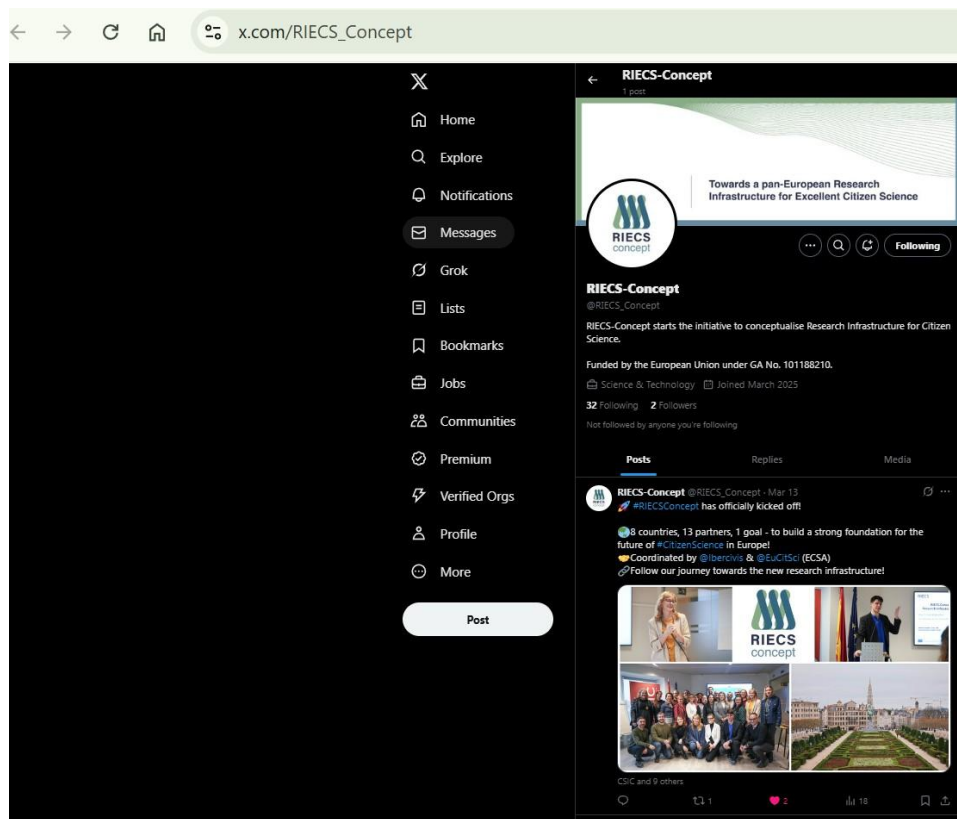 x.com/RIECS_Concept
Home
Explore
Notifications
Messages
Grok
Lists
Bookmarks
Jobs
Communities
Premium
Verified Orgs
Profile
More
Post
RIECS-Concept
1 post
Towards a pan-European Research
Infrastructure for Excellent Citizen Science
RIECS
concept
Following
RIECS-Concept
@RIECS_Concept
RIECS-Concept starts the initiative to conceptualise Research Infrastructure for Citizen
Science.
Funded by the European Union under GA No. 101188210.
Science & Technology Joined March 2025
32 Following 2 Followers
Not followed by anyone you're following
Posts Replies Media
RIECS-Concept @RIECS_Concept · Mar 13
🚀 #RIECSConcept has officially kicked off!
🌍8 countries, 13 partners, 1 goal - to build a strong foundation for the
future of #CitizenScience in Europe!
🤝Coordinated by @Ibercivis & @EuCitSci (ECSA)
🔗Follow our journey towards the new research infrastructure!
RIECS
concept
CSIC and 9 others
1 2 18